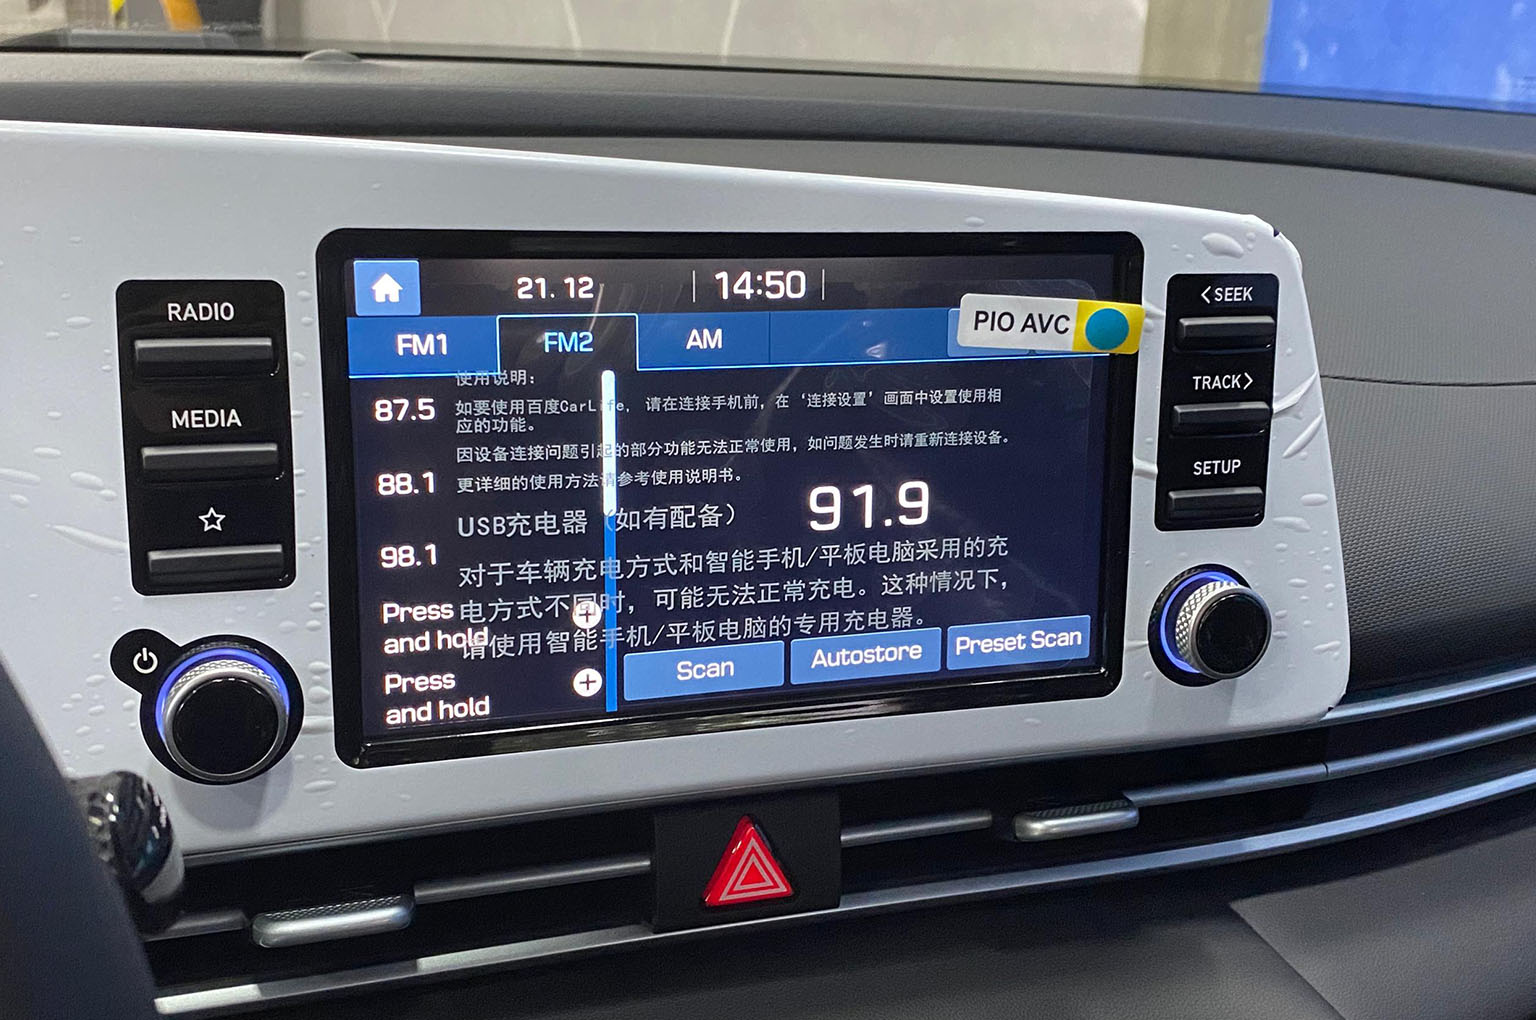 RADIO
MEDIA
21. 12
14:50
FM1
FM2
AM
PIO AVC
使用说明：
如要使用百度CarLife，请在连接手机前，在‘连接设置’画面中设置使用相
应的功能。
因设备连接问题引起的部分功能无法正常使用，如问题发生时请重新连接设备。
更详细的使用方法请参考使用说明书。
USB充电器（如有配备）
对于车辆充电方式和智能手机/平板电脑采用的充
电方式不同时，可能无法正常充电。这种情况下，
请使用智能手机/平板电脑的专用充电器。
87.5
88.1
98.1
Press
and hold
Press
and hold
91.9
Scan
Autostore
Preset Scan
SEEK
TRACK
SETUP